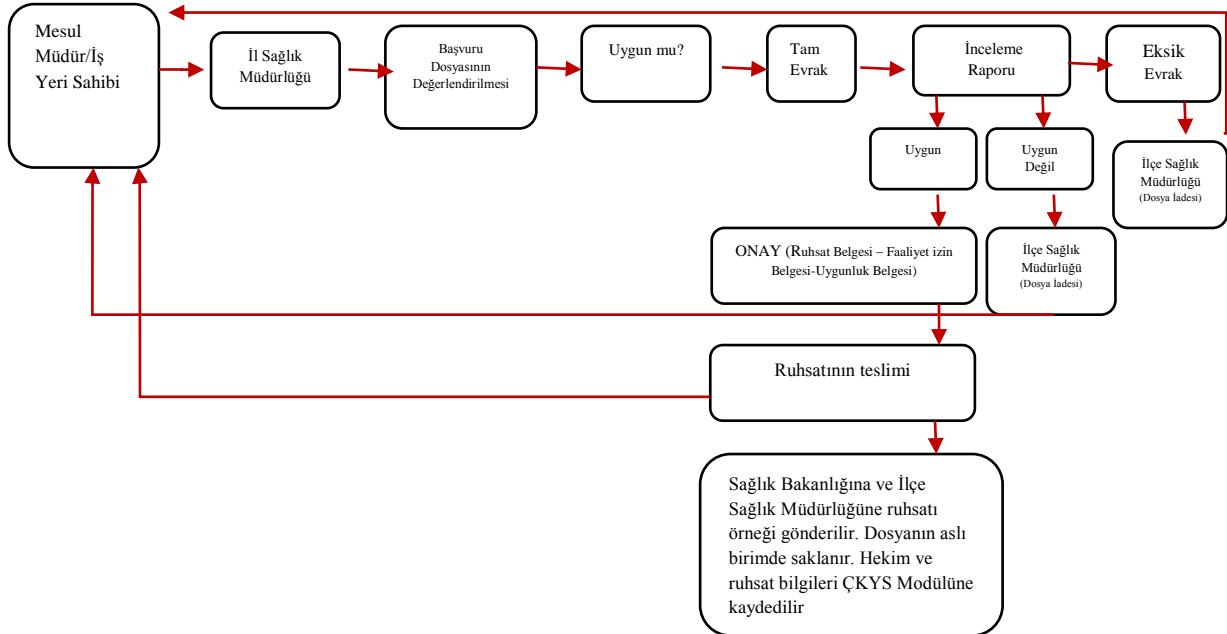 Mesul
Müdür/İş
Yeri Sahibi
İl Sağlık
Müdürlüğü
Başvuru
Dosyasının
Değerlendirilmesi
Uygun mu?
Tam
Evrak
İnceleme
Raporu
Eksik
Evrak
Uygun
Uygun
Değil
İlçe Sağlık
Müdürlüğü
(Dosya İadesi)
ONAY (Ruhsat Belgesi – Faaliyet izin
Belgesi-Uygunluk Belgesi)
İlçe Sağlık
Müdürlüğü
(Dosya İadesi)
Ruhsatının teslimi
Sağlık Bakanlığına ve İlçe
Sağlık Müdürlüğüne ruhsatı
örneği gönderilir. Dosyanın aslı
birimde saklanır. Hekim ve
ruhsat bilgileri ÇKYS Modülüne
kaydedilir